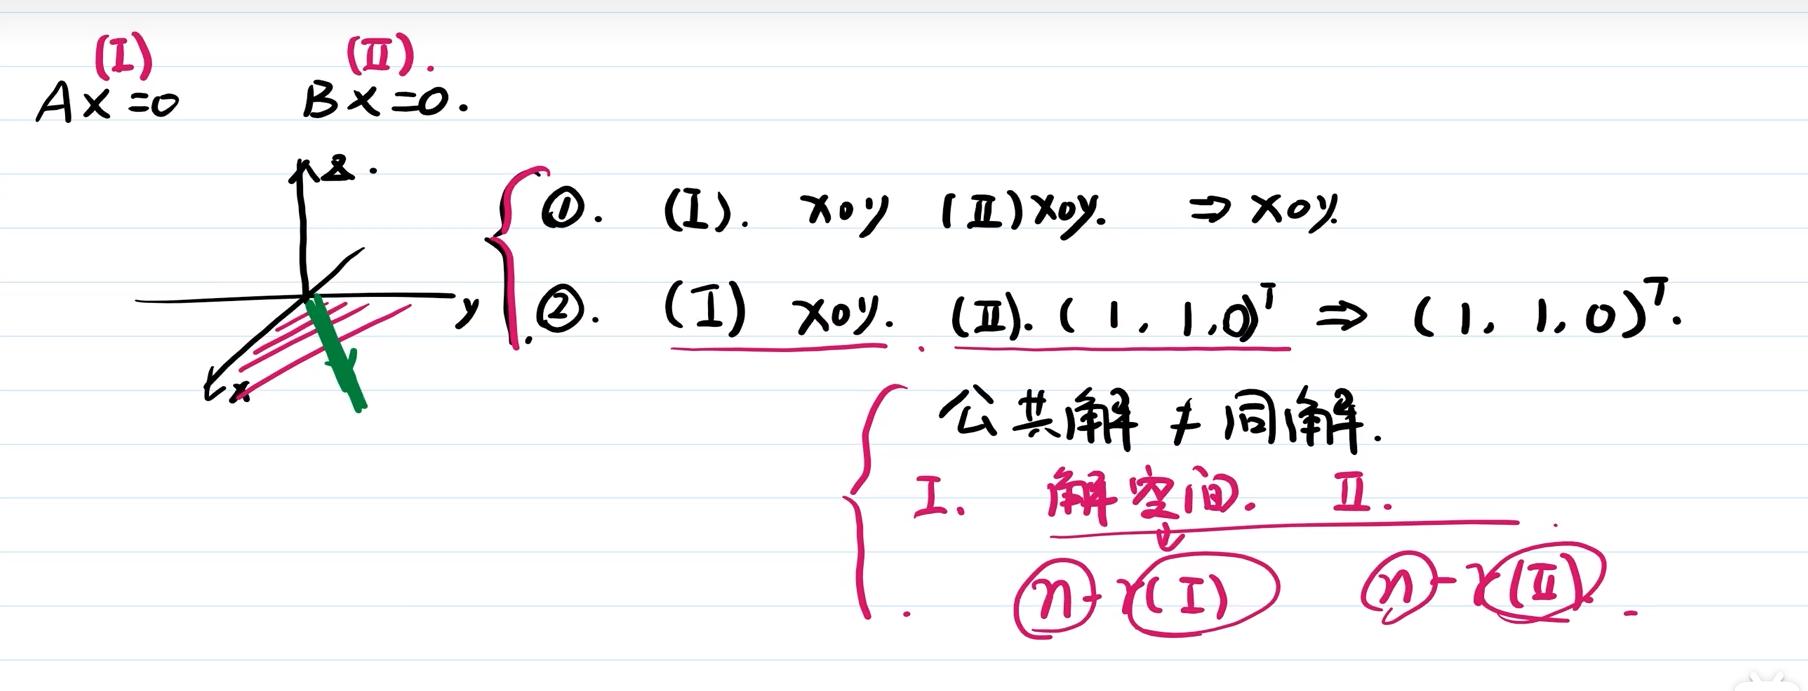 (I) (II).
Ax=0 Bx=0.
z.
①. (I). xoy (II) xoy. ⇒ xoy.
y
②. (I) xoy. (II). (1, 1, 0)ᵀ ⇒ (1, 1, 0)ᵀ.
x
公共解 ≠ 同解.
I. 解空间. II.
n-r(I) n-r(II).